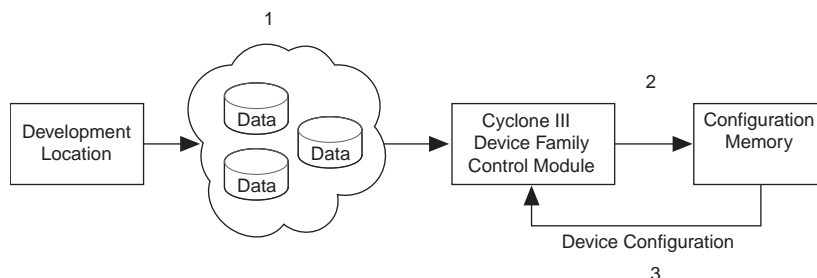 1
Development
Location
Data
Data
Data
Cyclone III
Device Family
Control Module
2
Configuration
Memory
Device Configuration
3